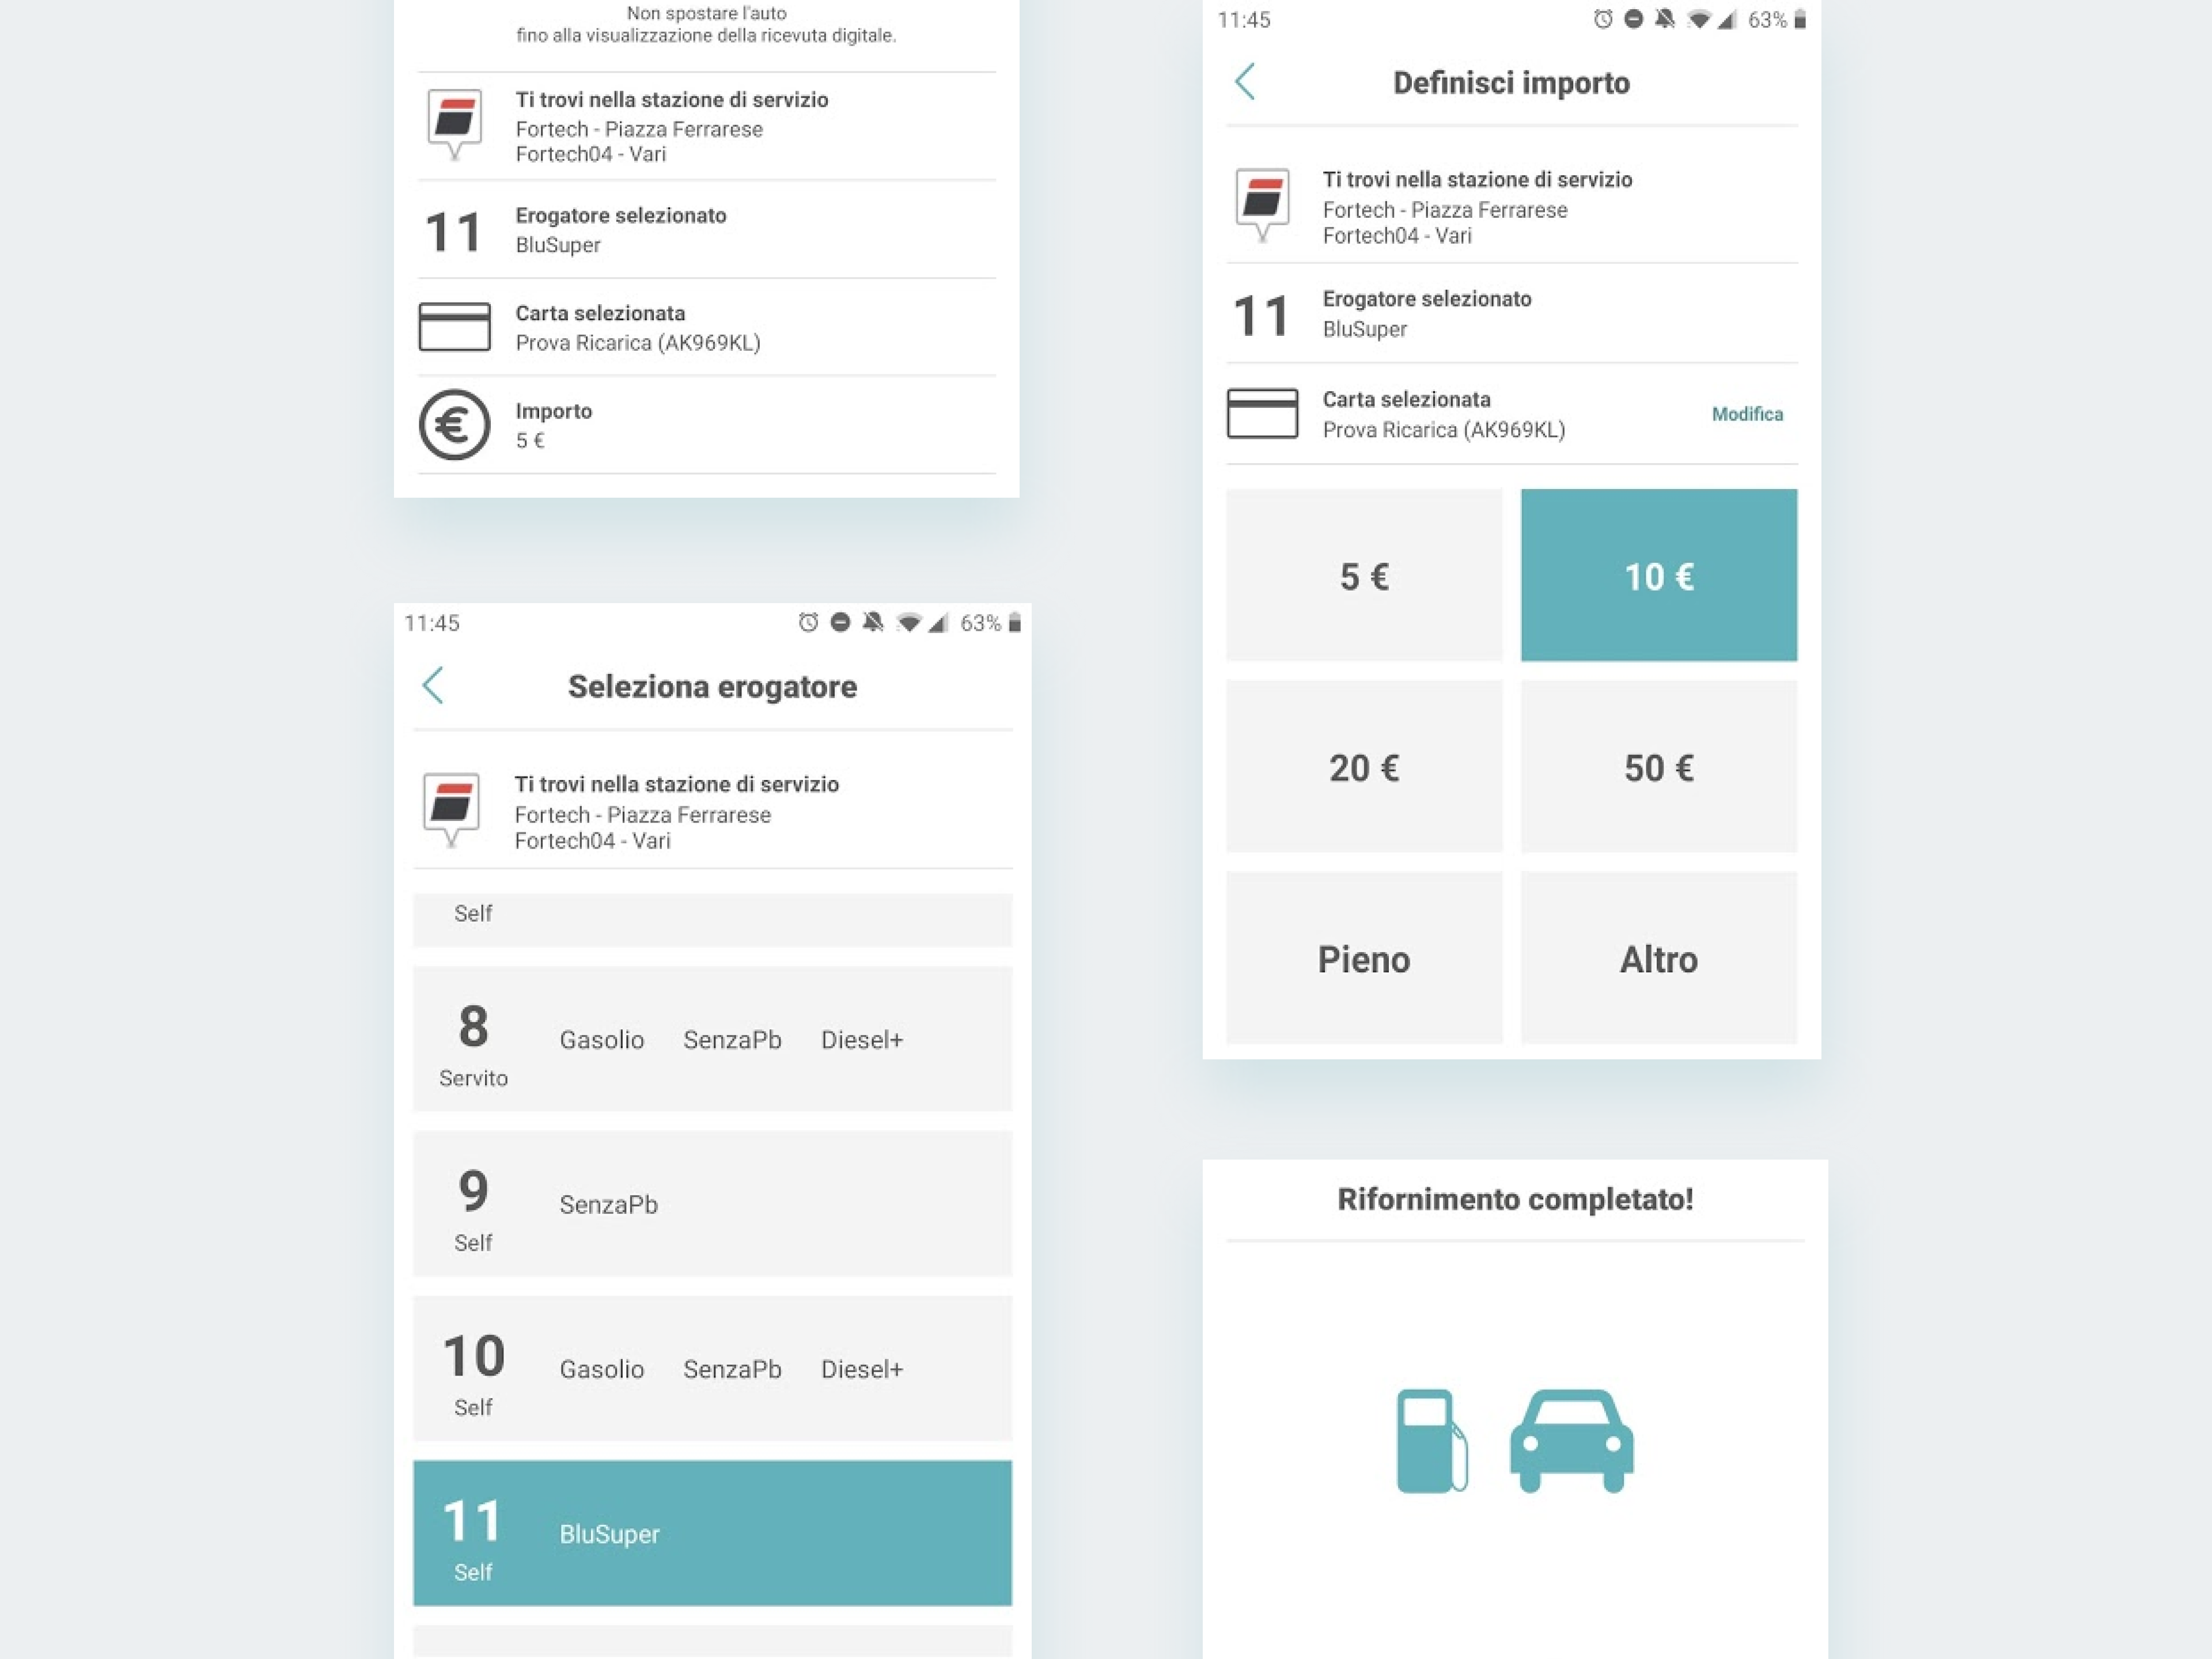 Non spostare l'auto
fino alla visualizzazione della ricevuta digitale.
Ti trovi nella stazione di servizio
Fortech - Piazza Ferrarese
Fortech04 - Vari
11
Erogatore selezionato
BluSuper
Carta selezionata
Prova Ricarica (AK969KL)
€
Importo
5 €
11:45 63%
Seleziona erogatore
Ti trovi nella stazione di servizio
Fortech - Piazza Ferrarese
Fortech04 - Vari
Self
8
Servito
Gasolio SenzaPb Diesel+
9
Self
SenzaPb
10
Self
Gasolio SenzaPb Diesel+
11
Self
BluSuper
11:45 63%
Definisci importo
Ti trovi nella stazione di servizio
Fortech - Piazza Ferrarese
Fortech04 - Vari
11
Erogatore selezionato
BluSuper
Carta selezionata
Prova Ricarica (AK969KL)
Modifica
5 € 10 €
20 € 50 €
Pieno Altro
Rifornimento completato!